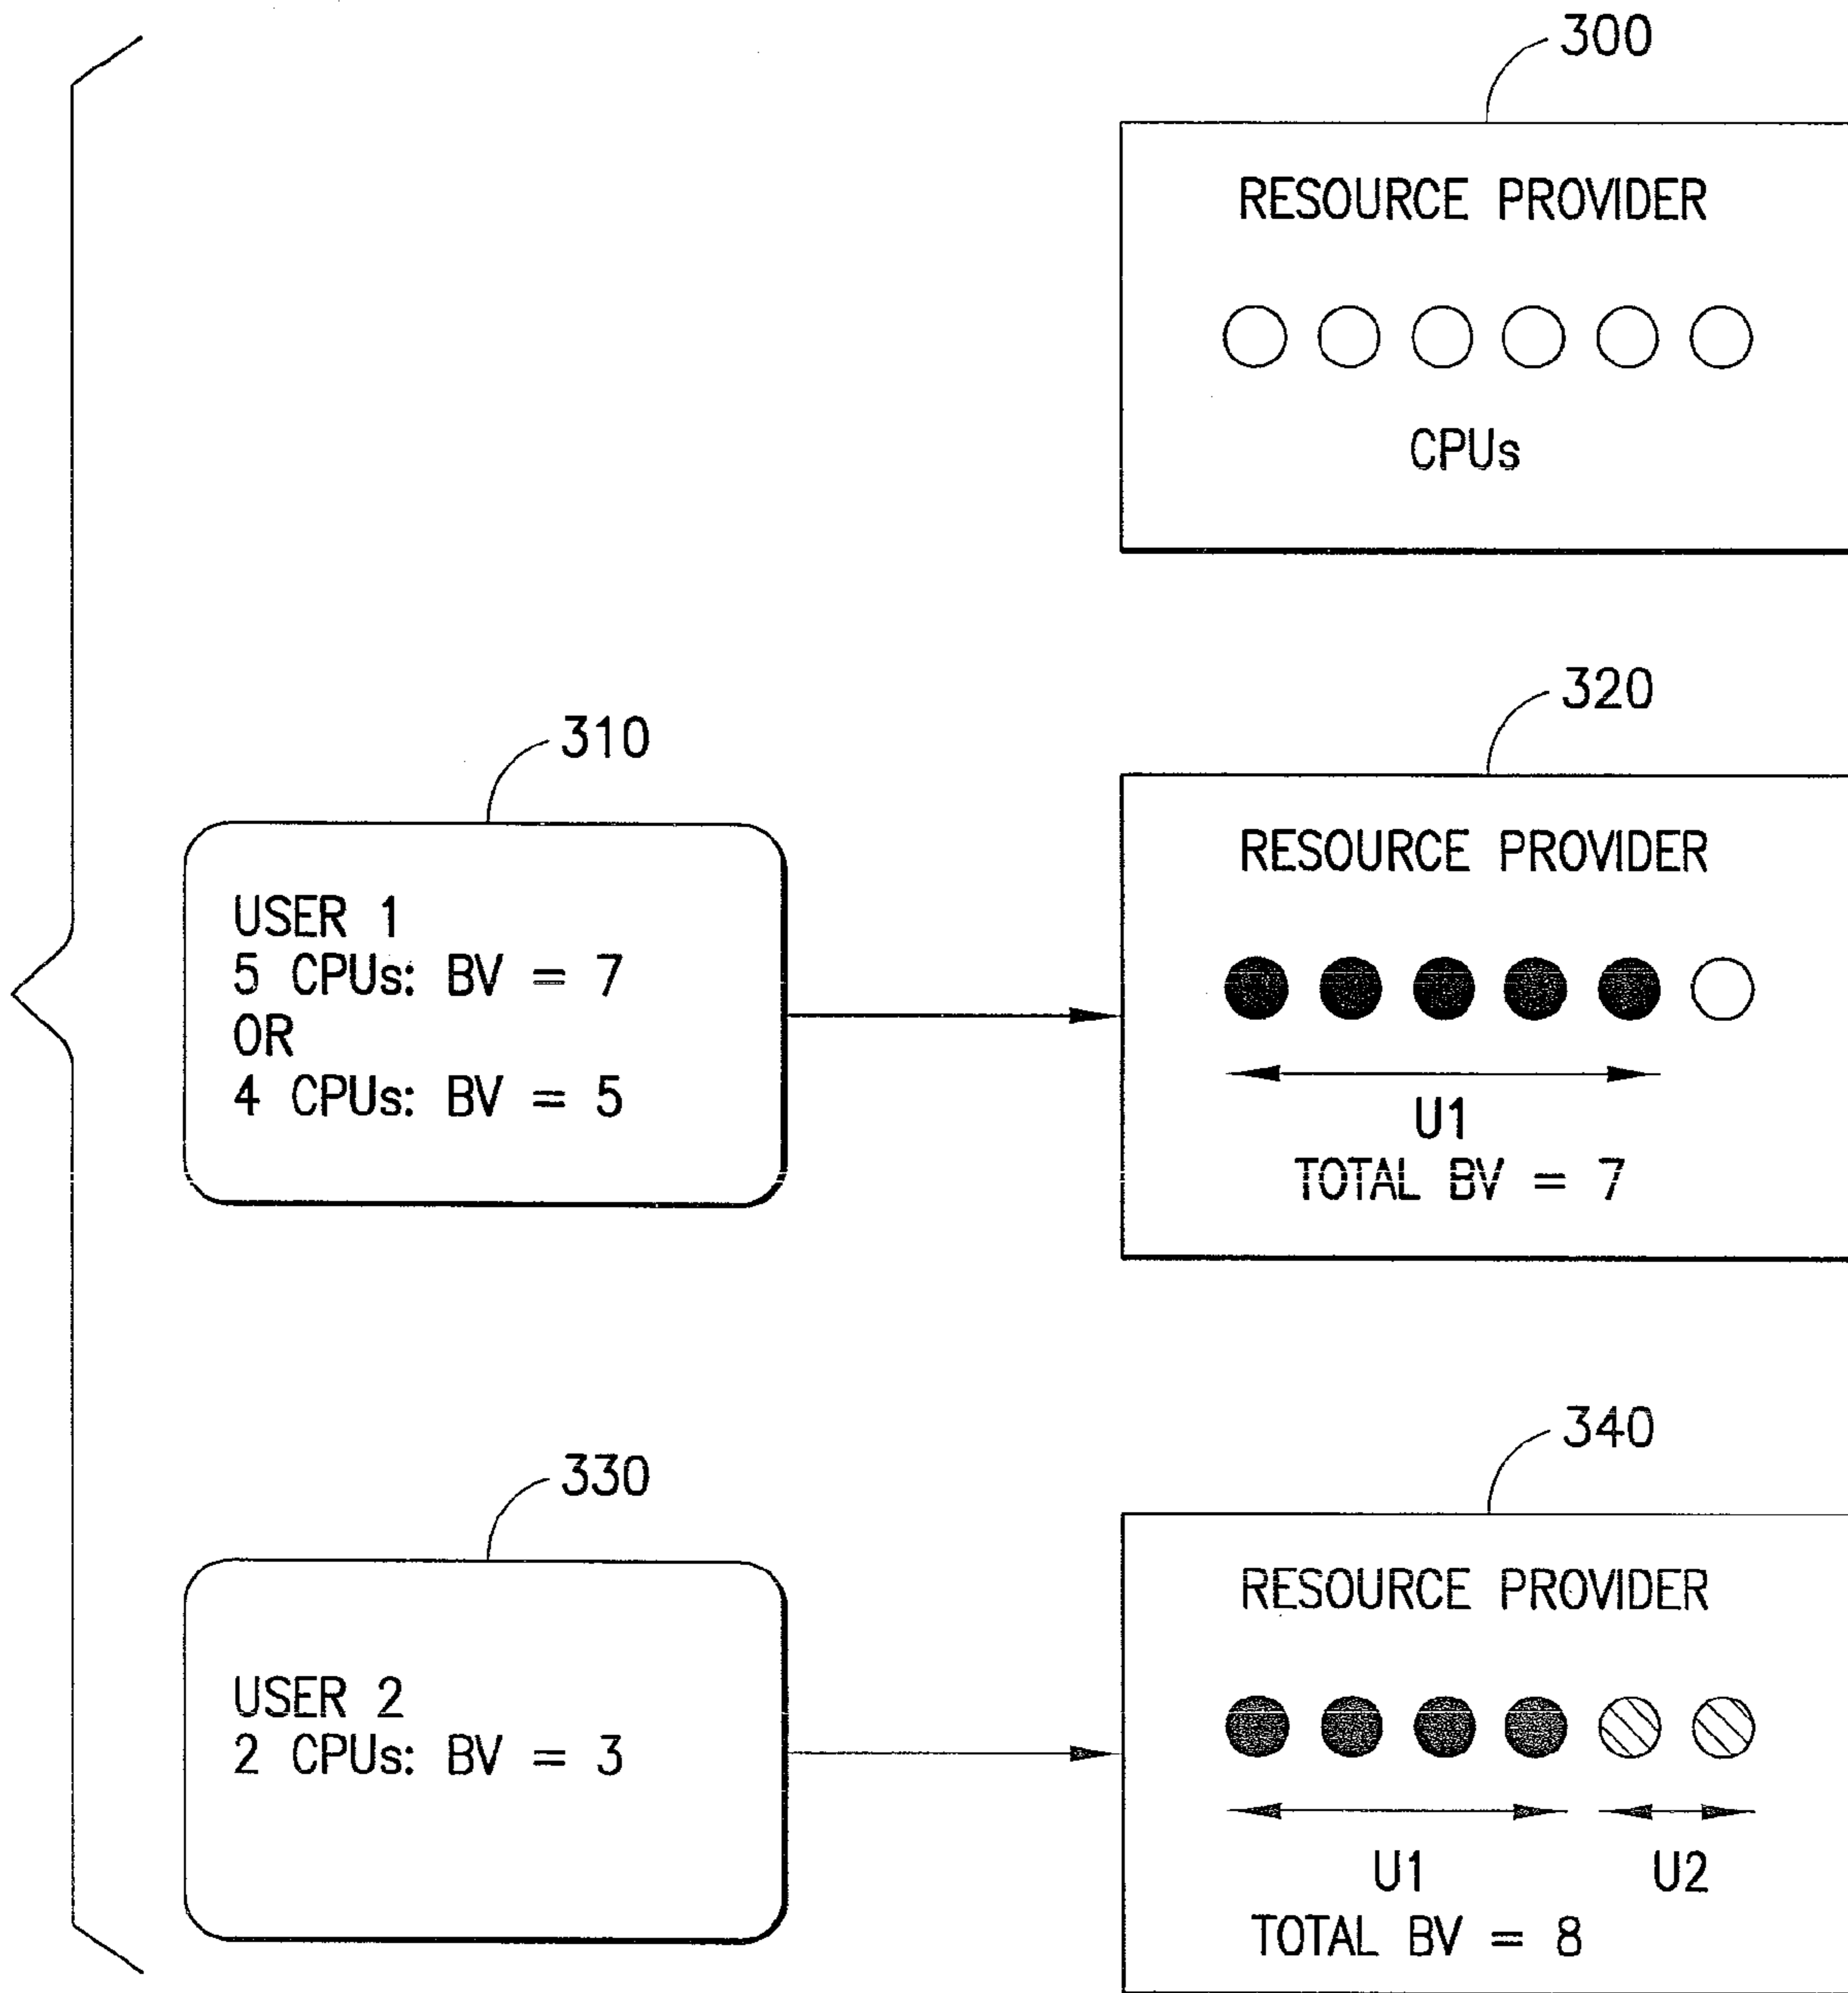 300
RESOURCE PROVIDER
CPUs
310
USER 1
5 CPUs: BV = 7
OR
4 CPUs: BV = 5
320
RESOURCE PROVIDER
U1
TOTAL BV = 7
330
USER 2
2 CPUs: BV = 3
340
RESOURCE PROVIDER
U1 U2
TOTAL BV = 8